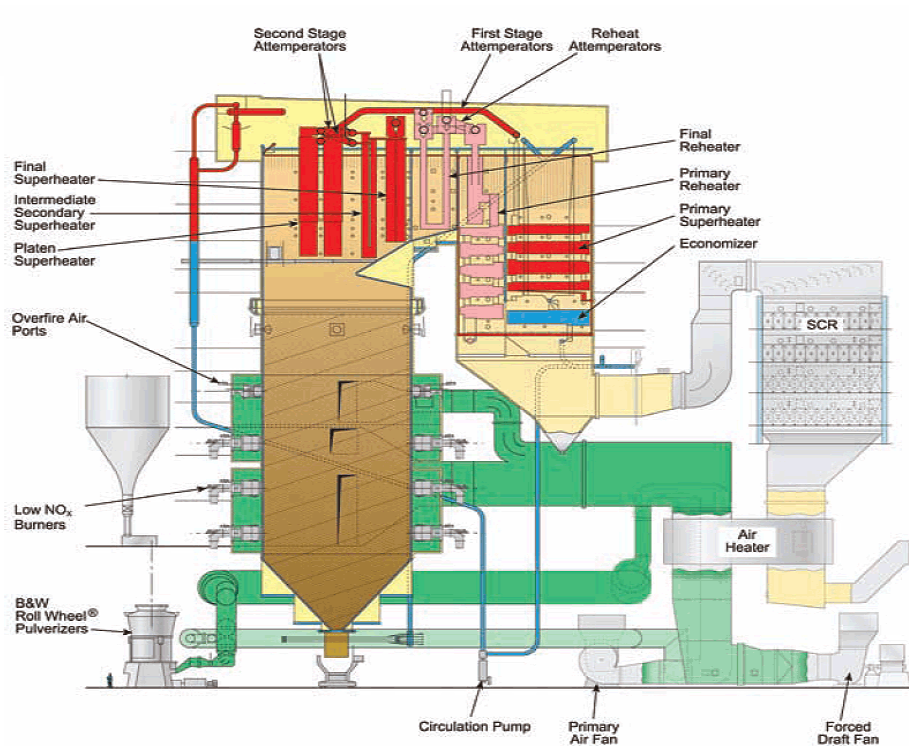 Second Stage
Attemperators
First Stage
Attemperators
Reheat
Attemperators
Final
Reheater
Primary
Reheater
Primary
Superheater
Economizer
Final
Superheater
Intermediate
Secondary
Superheater
Platen
Superheater
SCR
Overfire Air
Ports
Low NOx
Burners
Air
Heater
B&W
Roll Wheel®
Pulverizers
Circulation Pump
Primary
Air Fan
Forced
Draft Fan